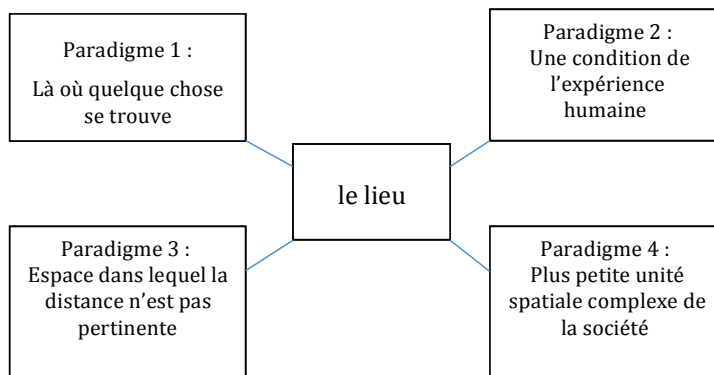 Paradigme 1 :
Là où quelque chose
se trouve
Paradigme 2 :
Une condition de
l’expérience
humaine
le lieu
Paradigme 3 :
Espace dans lequel la
distance n’est pas
pertinente
Paradigme 4 :
Plus petite unité
spatiale complexe de
la société